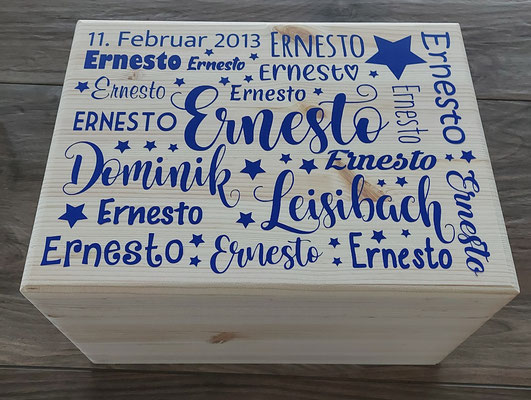 11. Februar 2013 ERNESTO Ernesto
Ernesto Ernesto Ernesto
Ernesto Ernesto Ernesto
ERNESTO Ernesto
Dominik Ernesto Ernesto
Ernesto Leisibach
Ernesto Ernesto Ernesto